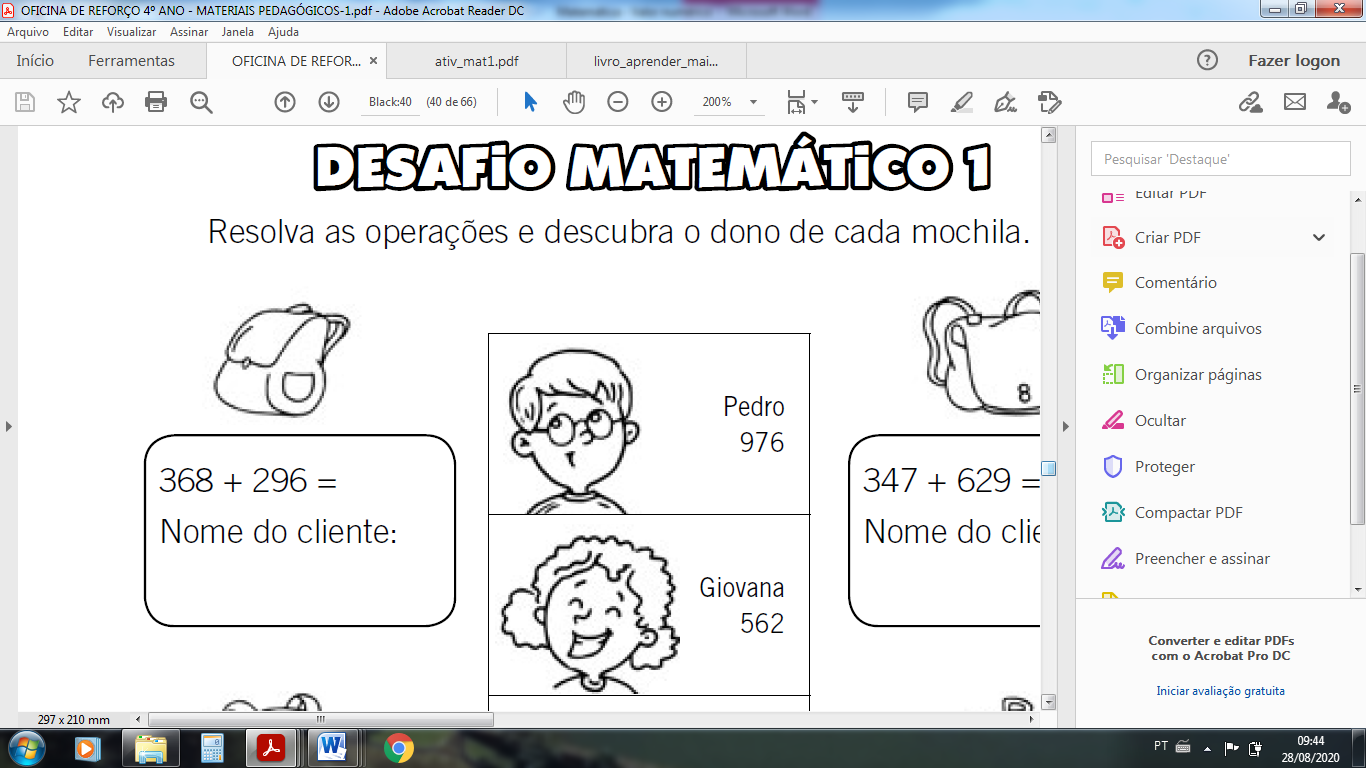 OFICINA DE REFORÇO 4º ANO - MATERIAIS PEDAGÓGICOS-1.pdf - Adobe Acrobat Reader DC
Arquivo Editar Visualizar Assinar Janela Ajuda
Início Ferramentas OFICINA DE REFOR... × ativ_mat1.pdf livro_aprender_mai... ? Fazer logon
Black:40 (40 de 66) 200%
DESAFiO MATEMÁTiCO 1
Resolva as operações e descubra o dono de cada mochila.
8
Pedro
976
368 + 296 =
Nome do cliente:
347 + 629 =
Nome do clie
Giovana
562
297 x 210 mm
Pesquisar 'Destaque'
Editar PDF
Criar PDF
Comentário
Combine arquivos
Organizar páginas
Ocultar
Proteger
Compactar PDF
Preencher e assinar
Converter e editar PDFs
com o Acrobat Pro DC
Iniciar avaliação gratuita
PT 09:44
28/08/2020